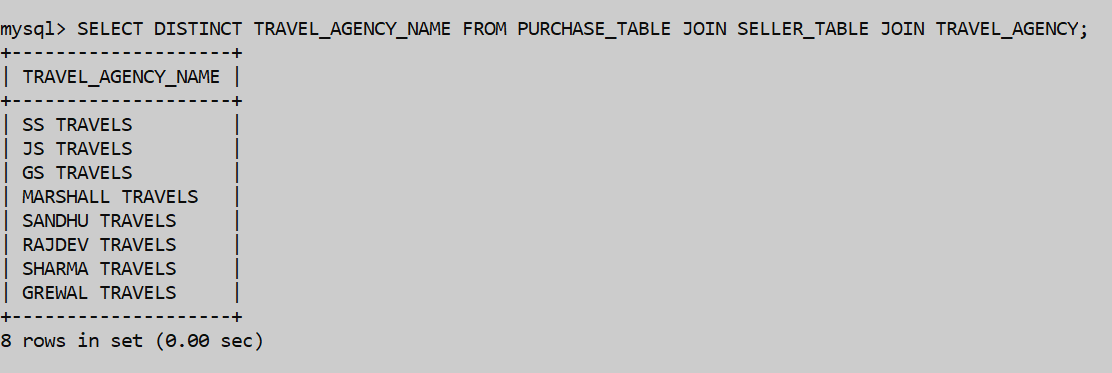 mysql> SELECT DISTINCT TRAVEL_AGENCY_NAME FROM PURCHASE_TABLE JOIN SELLER_TABLE JOIN TRAVEL_AGENCY;
+--------------------+
| TRAVEL_AGENCY_NAME |
+--------------------+
| SS TRAVELS         |
| JS TRAVELS         |
| GS TRAVELS         |
| MARSHALL TRAVELS   |
| SANDHU TRAVELS     |
| RAJDEV TRAVELS     |
| SHARMA TRAVELS     |
| GREWAL TRAVELS     |
+--------------------+
8 rows in set (0.00 sec)